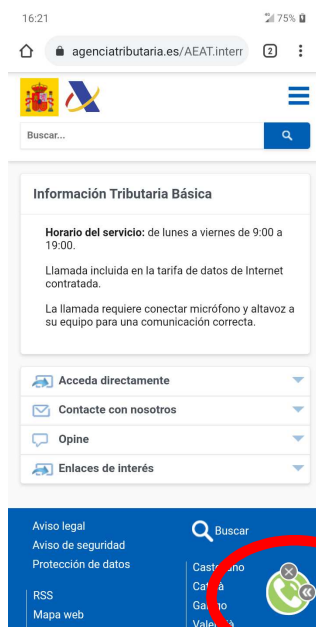 16:21
75%
agenciatributaria.es/AEAT.interr
2
Buscar...
Información Tributaria Básica
Horario del servicio: de lunes a viernes de 9:00 a
19:00.
Llamada incluida en la tarifa de datos de Internet
contratada.
La llamada requiere conectar micrófono y altavoz a
su equipo para una comunicación correcta.
Acceda directamente
Contacte con nosotros
Opine
Enlaces de interés
Aviso legal
Aviso de seguridad
Protección de datos
RSS
Mapa web
Buscar